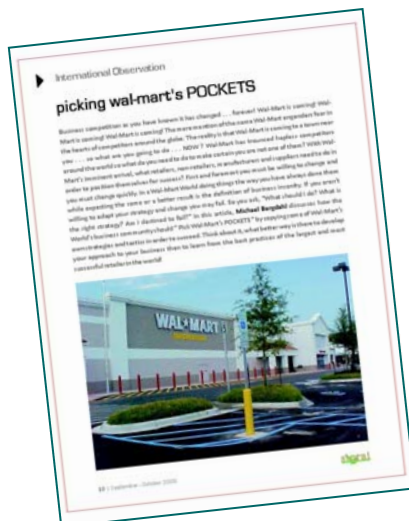 International Observation
picking wal-mart's POCKETS
Business competition as you have known it has changed . . . forever! Wal-Mart is coming! Wal-
Mart is coming! Wal-Mart is coming! The mere mention of the name Wal-Mart engenders fear in
the hearts of competitors around the globe. The reality is that Wal-Mart is coming to a town near
you . . . so what are you going to do . . . NOW? Wal-Mart has traumatized hapless competitors
around the world so what do you need to do to make certain you are not one of them? With Wal-
Mart's imminent arrival, what retailers, non-retailers, manufacturers and suppliers need to do in
order to position themselves for success? First and foremost you must be willing to change and
you must change quickly. In a Wal-Mart World doing things the way you have always done them
while expecting the same or a better result is the definition of business insanity. If you aren't
willing to adapt your strategy and change you may fail. So you ask, "What should I do? What is
the right strategy? Am I destined to fail?" In this article, Michael Bergdahl discusses how the
World's business community should "Pick Wal-Mart's POCKETS" by copying some of Wal-Mart's
own strategies and tactics in order to succeed. Think about it, what better way is there to develop
your approach to your business than to learn from the best practices of the largest and most
successful retailer in the world!
WAL★MART
| September - October